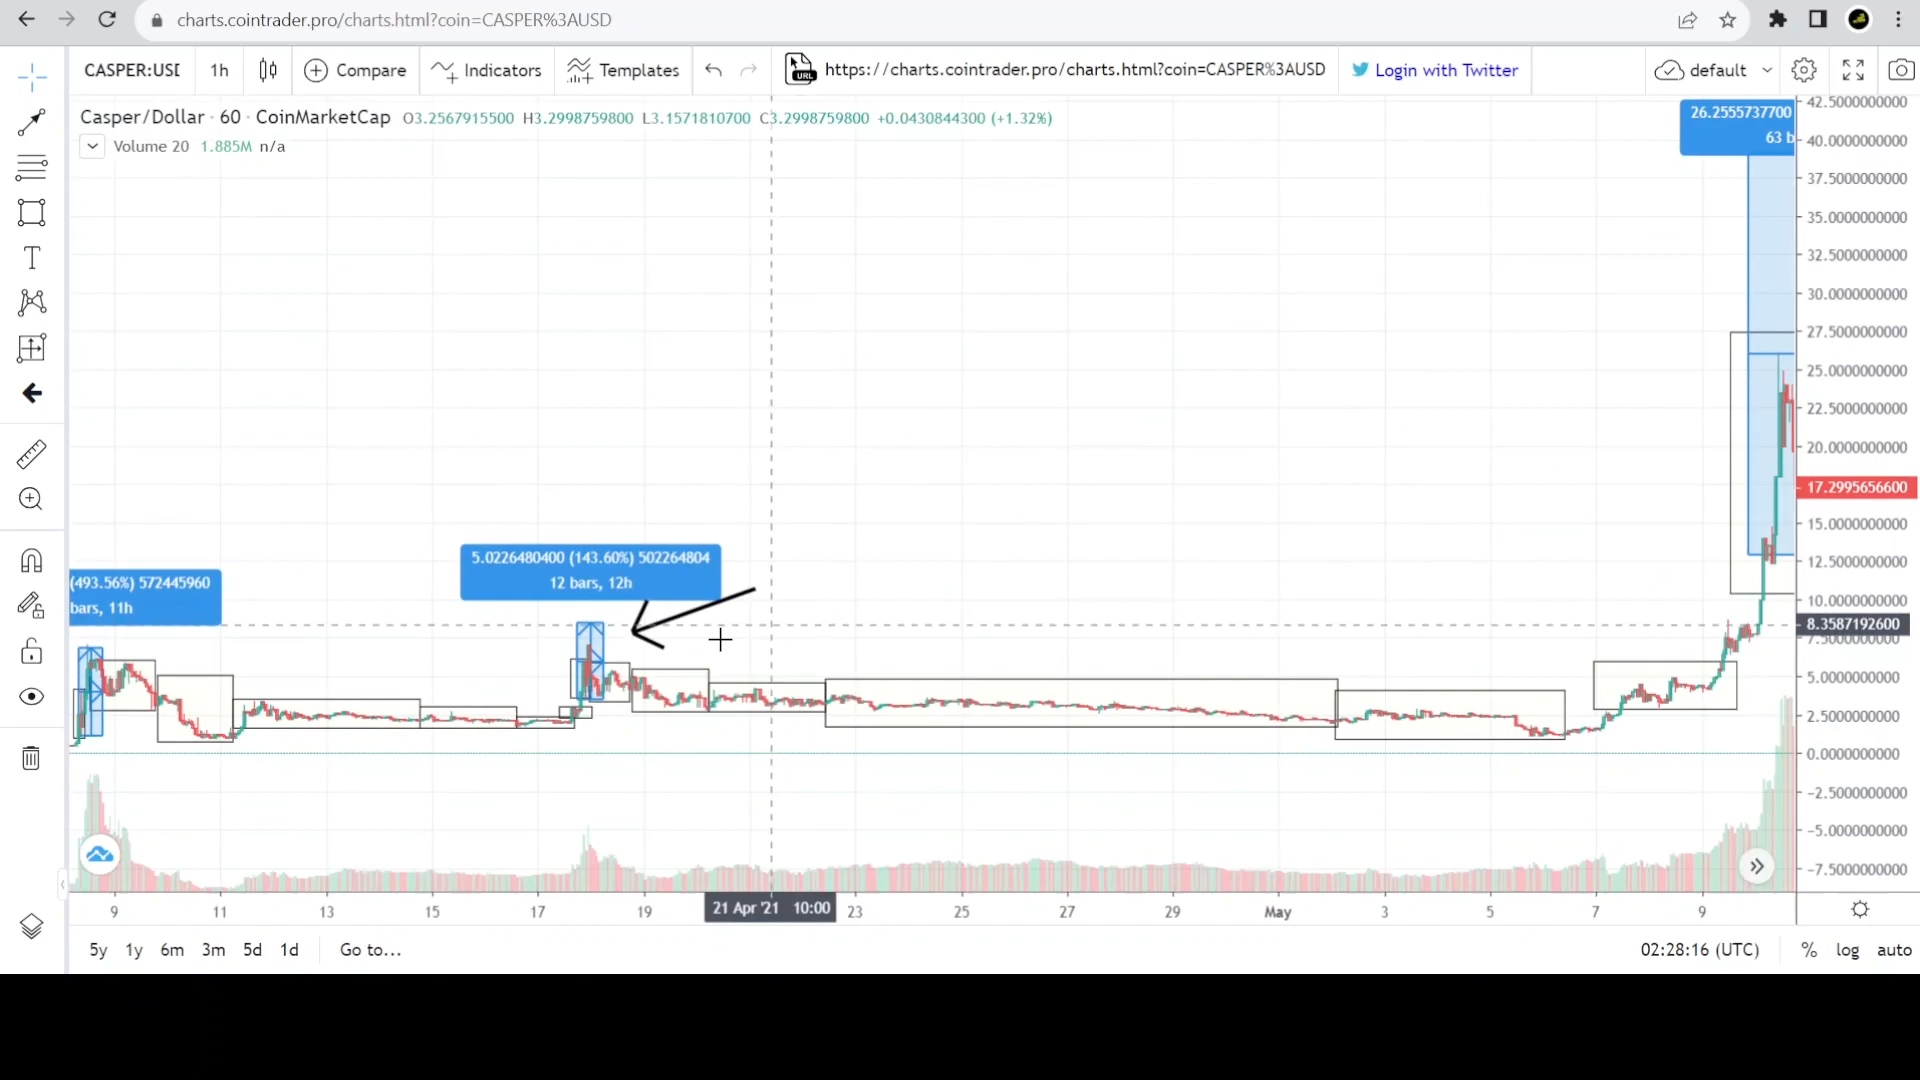 charts.cointrader.pro/charts.html?coin=CASPER%3AUSD
CASPER:USD 1h Compare Indicators Templates URL https://charts.cointrader.pro/charts.html?coin=CASPER%3AUSD Login with Twitter default
Casper/Dollar · 60 · CoinMarketCap O3.2567915500 H3.2998759800 L3.1571810700 C3.2998759800 +0.0430844300 (+1.32%)
Volume 20 1.885M n/a
T
26.2555737700
63 b
42.5000000000
40.0000000000
37.5000000000
35.0000000000
32.5000000000
30.0000000000
27.5000000000
25.0000000000
22.5000000000
20.0000000000
17.2995656600
15.0000000000
12.5000000000
10.0000000000
8.3587192600
7.5000000000
5.0000000000
2.5000000000
0.0000000000
-2.5000000000
-5.0000000000
-7.5000000000
5.0226480400 (143.60%) 502264804
12 bars, 12h
(493.56%) 572445960
bars, 11h
9 11 13 15 17 19 21 Apr '21 10:00 23 25 27 29 May 3 5 7 9
5y 1y 6m 3m 5d 1d Go to... 02:28:16 (UTC) % log auto